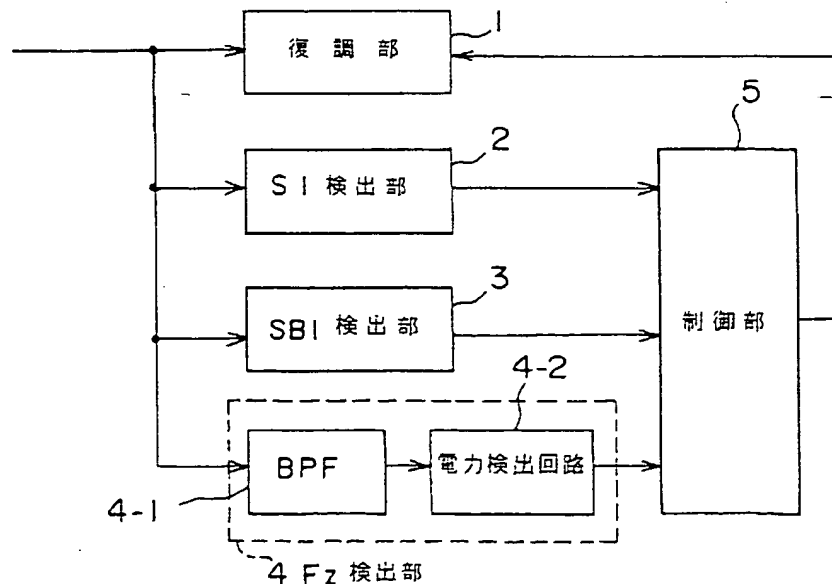 1
復調部
5
2
S1 検出部
3
SB1 検出部
制御部
4-2
BPF
電力検出回路
4-1
4 Fz 検出部